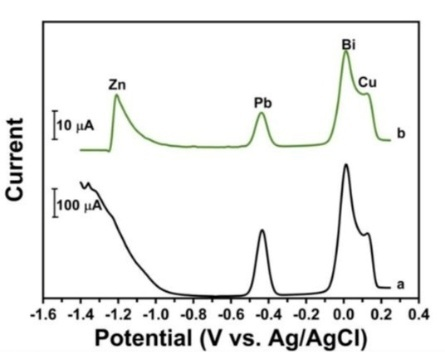 Bi
Zn
Cu
Pb
10 μA
b
100 μA
a
Current
-1.6 -1.4 -1.2 -1.0 -0.8 -0.6 -0.4 -0.2 0.0 0.2 0.4
Potential (V vs. Ag/AgCl)